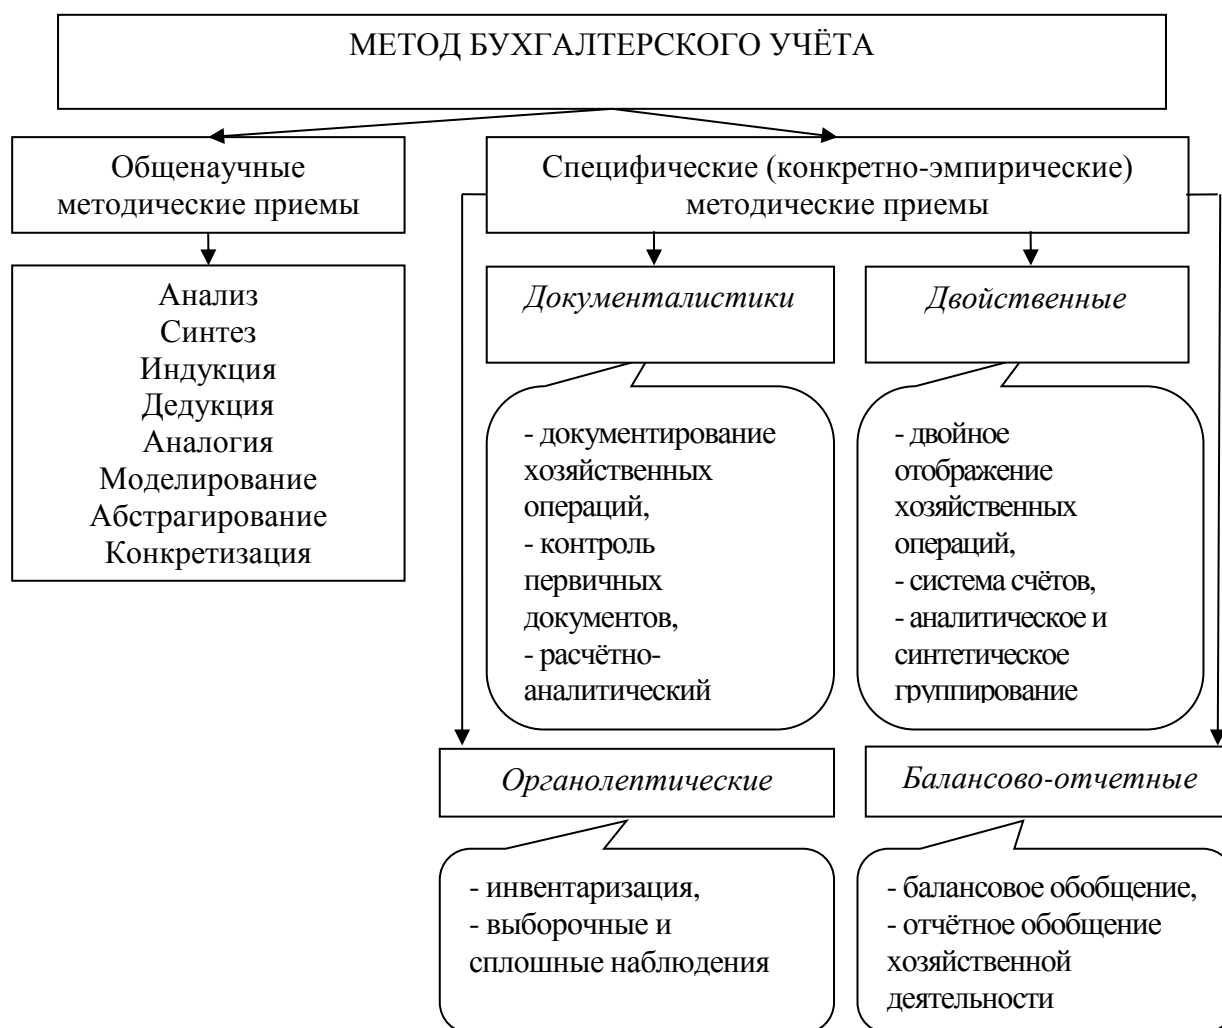 МЕТОД БУХГАЛТЕРСКОГО УЧЁТА
Общенаучные
методические приемы
Специфические (конкретно-эмпирические)
методические приемы
Анализ
Синтез
Индукция
Дедукция
Аналогия
Моделирование
Абстрагирование
Конкретизация
Документалистики
Двойственные
- документирование
хозяйственных
операций,
- контроль
первичных
документов,
- расчётно-
аналитический
- двойное
отображение
хозяйственных
операций,
- система счётов,
- аналитическое и
синтетическое
группирование
Органолептические
Балансово-отчетные
- инвентаризация,
- выборочные и
сплошные наблюдения
- балансовое обобщение,
- отчётное обобщение
хозяйственной
деятельности